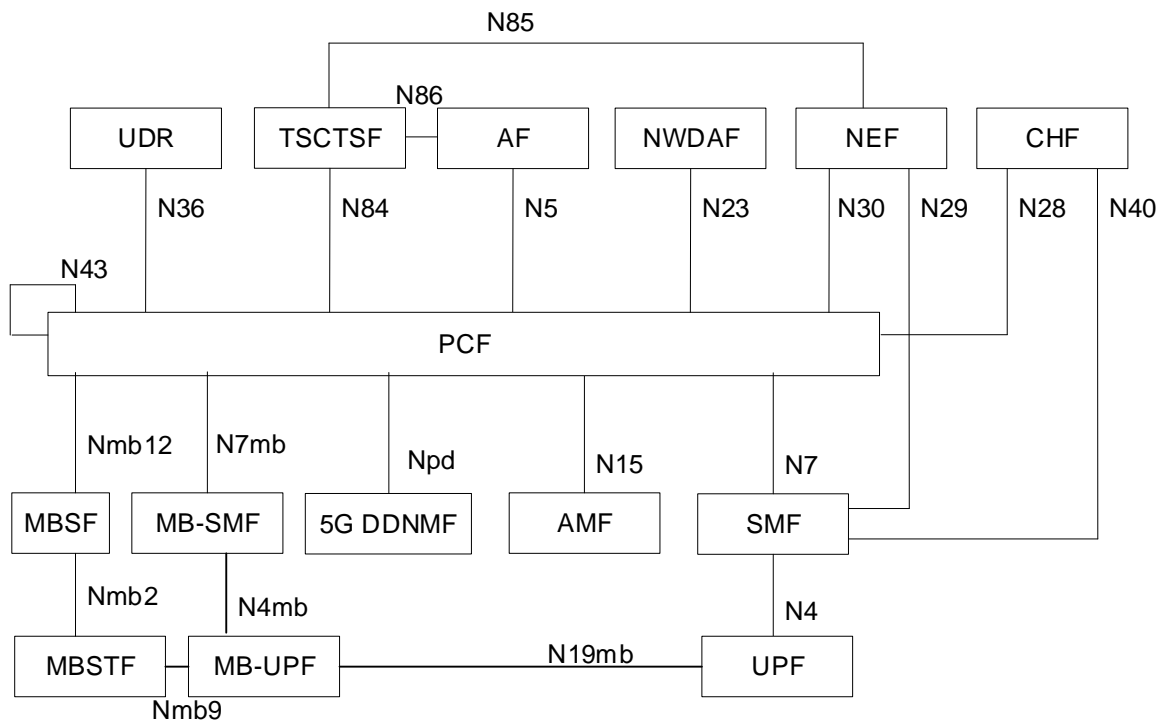 N85
N86
UDR
TSCTSF
AF
NWDAF
NEF
CHF
N36
N84
N5
N23
N30
N29
N28
N40
N43
PCF
Nmb12
N7mb
Npd
N15
N7
MBSF
MB-SMF
5G DDNMF
AMF
SMF
Nmb2
N4mb
N4
MBSTF
MB-UPF
N19mb
UPF
Nmb9